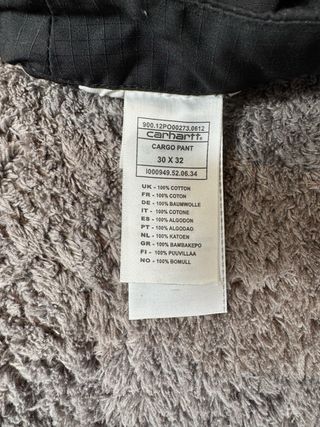 900.12PO00273.0612
carhartt
CARGO PANT
30 X 32
I000949.52.06.34
UK - 100% COTTON
FR - 100% COTON
DE - 100% BAUMWOLLE
IT - 100% COTONE
ES - 100% ALGODON
PT - 100% ALGODAO
NL - 100% KATOEN
GR - 100% BAMBAKEPO
FI - 100% PUUVILLAA
NO - 100% BOMULL